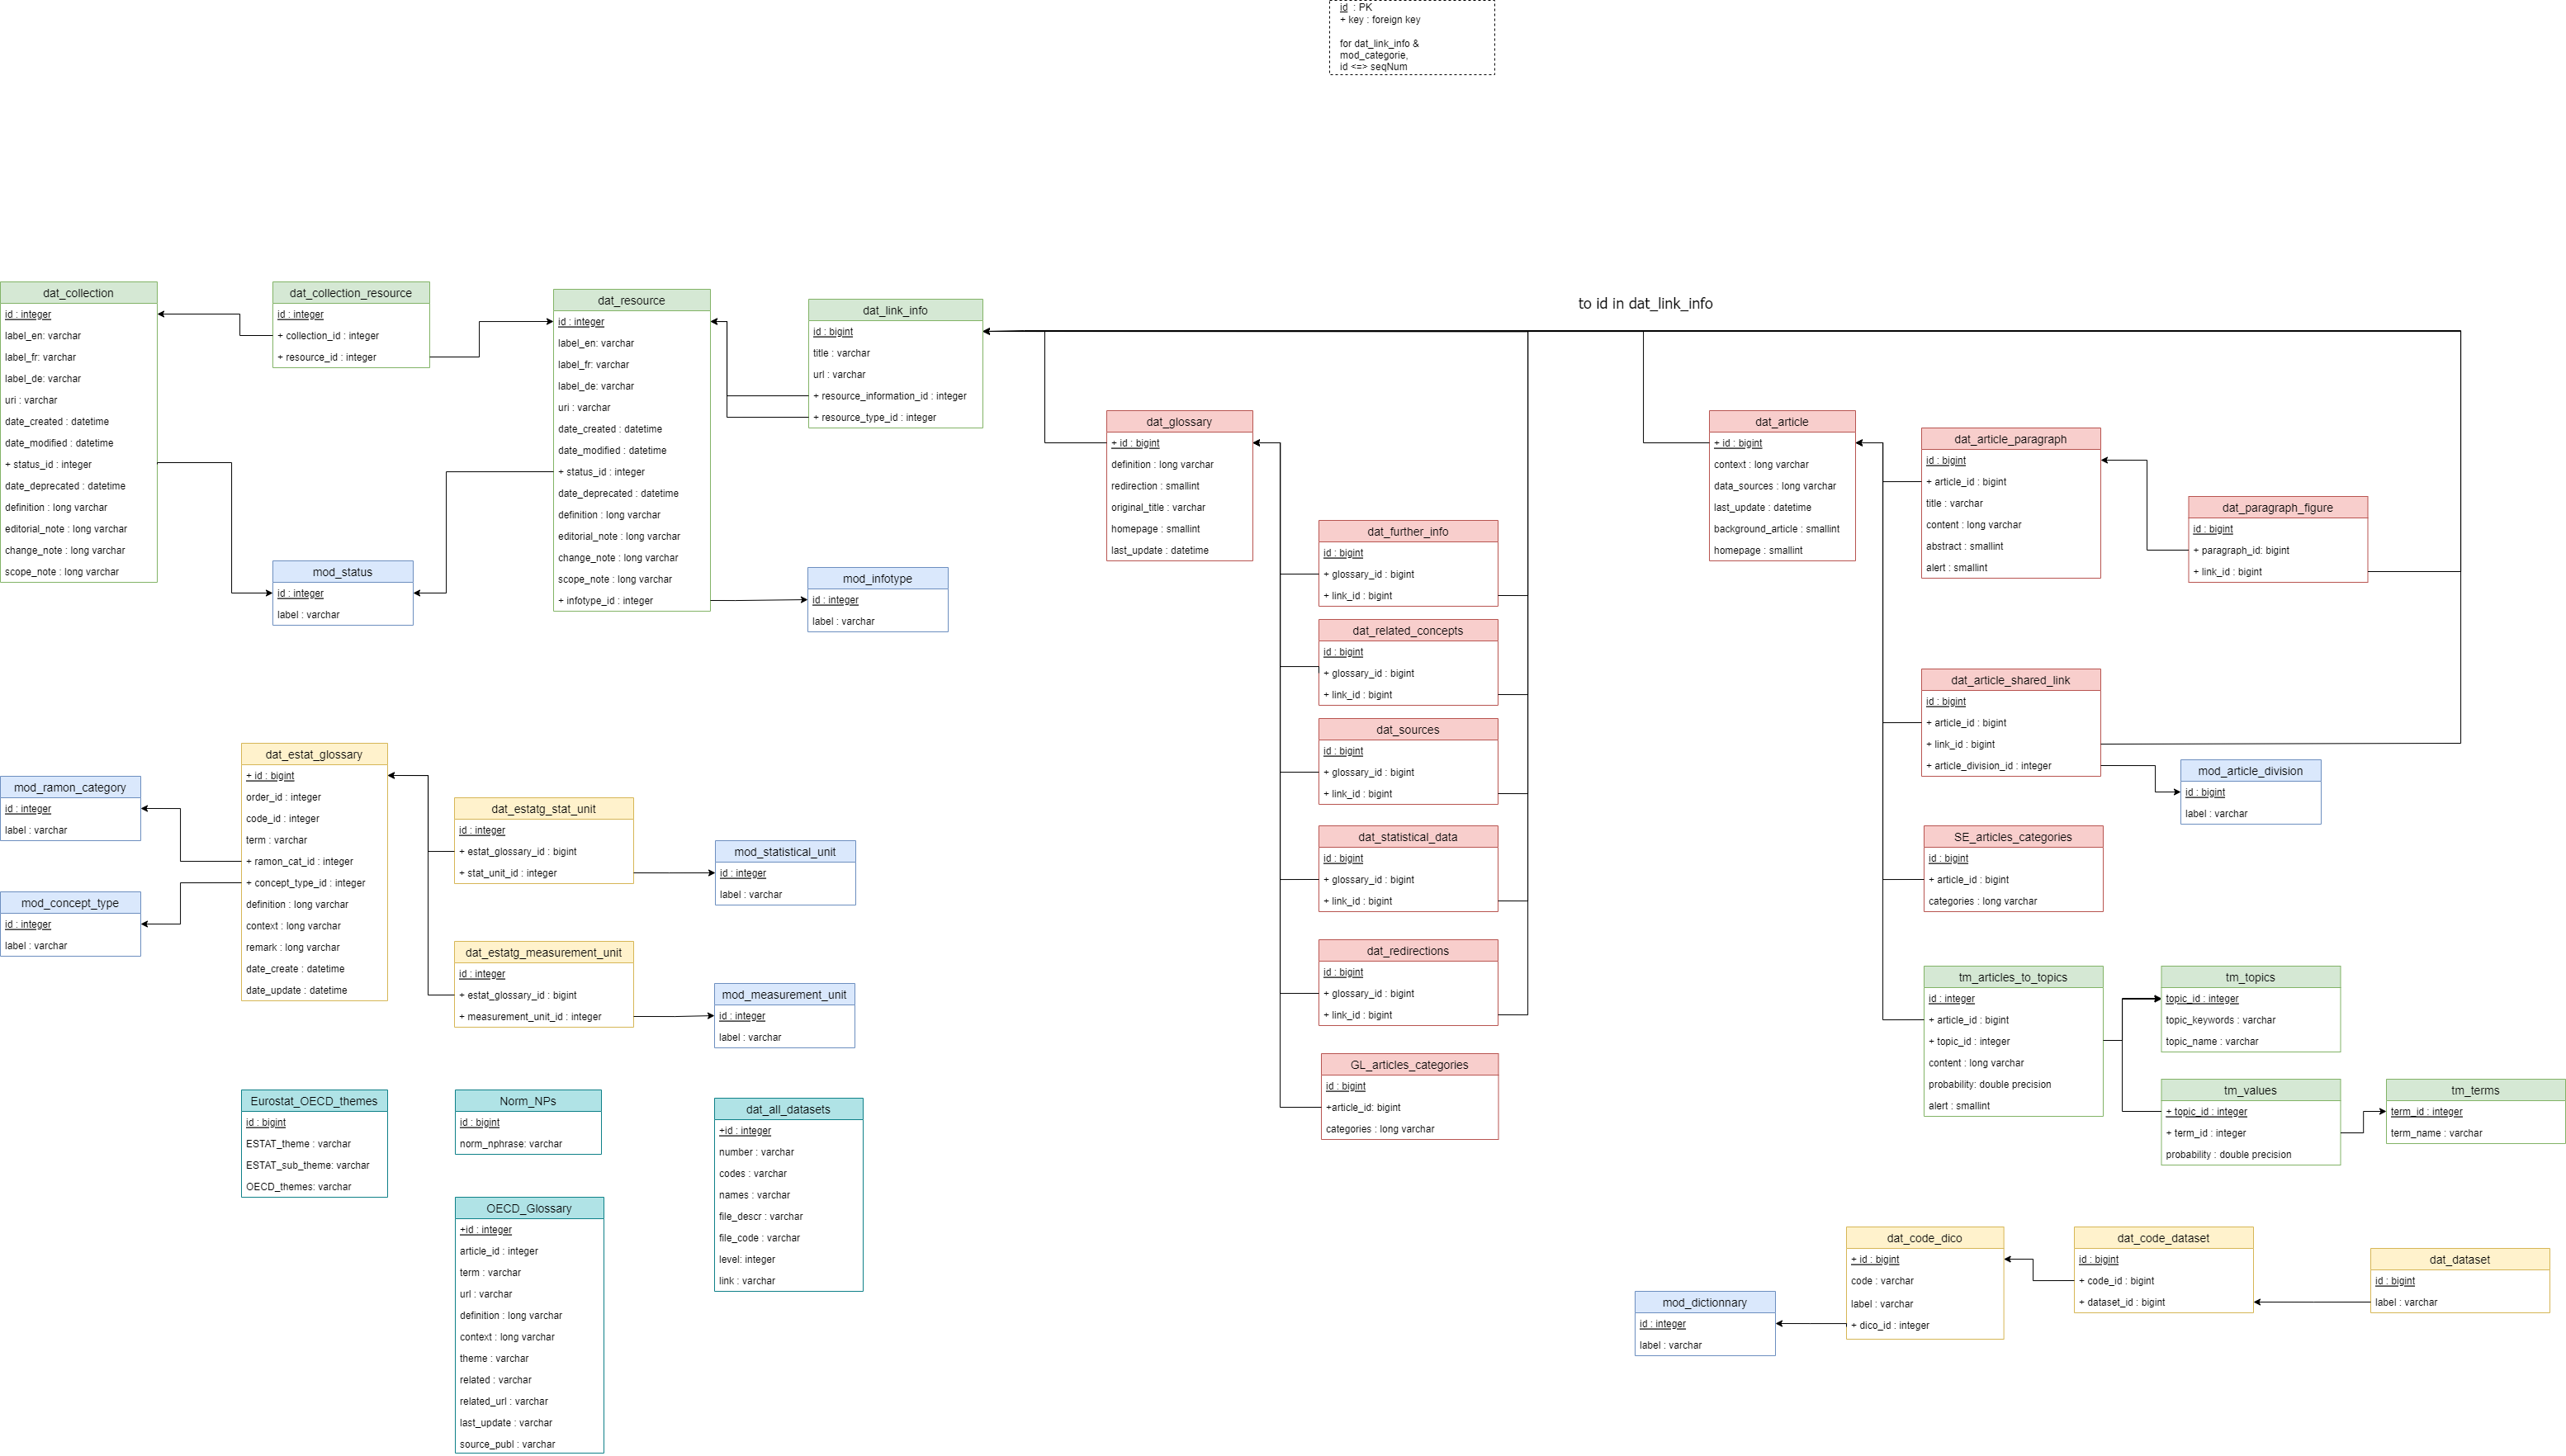 id : PK
+ key : foreign key
for dat_link_info &
mod_categorie,
id <=> seqNum
to id in dat_link_info
dat_collection
id : integer
label_en: varchar
label_fr: varchar
label_de: varchar
uri : varchar
date_created : datetime
date_modified : datetime
+ status_id : integer
date_deprecated : datetime
definition : long varchar
editorial_note : long varchar
change_note : long varchar
scope_note : long varchar
dat_collection_resource
id : integer
+ collection_id : integer
+ resource_id : integer
dat_resource
id : integer
label_en: varchar
label_fr: varchar
label_de: varchar
uri : varchar
date_created : datetime
date_modified : datetime
+ status_id : integer
date_deprecated : datetime
definition : long varchar
editorial_note : long varchar
change_note : long varchar
scope_note : long varchar
+ infotype_id : integer
dat_link_info
id : bigint
title : varchar
url : varchar
+ resource_information_id : integer
+ resource_type_id : integer
mod_status
id : integer
label : varchar
mod_infotype
id : integer
label : varchar
dat_glossary
+ id : bigint
definition : long varchar
redirection : smallint
original_title : varchar
homepage : smallint
last_update : datetime
dat_further_info
id : bigint
+ glossary_id : bigint
+ link_id : bigint
dat_related_concepts
id : bigint
+ glossary_id : bigint
+ link_id : bigint
dat_sources
id : bigint
+ glossary_id : bigint
+ link_id : bigint
dat_statistical_data
id : bigint
+ glossary_id : bigint
+ link_id : bigint
dat_redirections
id : bigint
+ glossary_id : bigint
+ link_id : bigint
GL_articles_categories
id : bigint
+article_id: bigint
categories : long varchar
dat_article
+ id : bigint
context : long varchar
data_sources : long varchar
last_update : datetime
background_article : smallint
homepage : smallint
dat_article_paragraph
id : bigint
+ article_id : bigint
title : varchar
content : long varchar
abstract : smallint
alert : smallint
dat_paragraph_figure
id : bigint
+ paragraph_id: bigint
+ link_id : bigint
dat_article_shared_link
id : bigint
+ article_id : bigint
+ link_id : bigint
+ article_division_id : integer
mod_article_division
id : bigint
label : varchar
SE_articles_categories
id : bigint
+ article_id : bigint
categories : long varchar
tm_articles_to_topics
id : integer
+ article_id : bigint
+ topic_id : integer
content : long varchar
probability: double precision
alert : smallint
tm_topics
topic_id : integer
topic_keywords : varchar
topic_name : varchar
tm_values
+ topic_id : integer
+ term_id : integer
probability : double precision
tm_terms
term_id : integer
term_name : varchar
mod_ramon_category
id : integer
label : varchar
mod_concept_type
id : integer
label : varchar
dat_estat_glossary
+ id : bigint
order_id : integer
code_id : integer
term : varchar
+ ramon_cat_id : integer
+ concept_type_id : integer
definition : long varchar
context : long varchar
remark : long varchar
date_create : datetime
date_update : datetime
dat_estatg_stat_unit
id : integer
+ estat_glossary_id : bigint
+ stat_unit_id : integer
mod_statistical_unit
id : integer
label : varchar
dat_estatg_measurement_unit
id : integer
+ estat_glossary_id : bigint
+ measurement_unit_id : integer
mod_measurement_unit
id : integer
label : varchar
Eurostat_OECD_themes
id : bigint
ESTAT_theme : varchar
ESTAT_sub_theme: varchar
OECD_themes: varchar
Norm_NPs
id : bigint
norm_nphrase: varchar
OECD_Glossary
+id : integer
article_id : integer
term : varchar
url : varchar
definition : long varchar
context : long varchar
theme : varchar
related : varchar
related_url : varchar
last_update : varchar
source_publ : varchar
dat_all_datasets
+id : integer
number : varchar
codes : varchar
names : varchar
file_descr : varchar
file_code : varchar
level: integer
link : varchar
mod_dictionnary
id : integer
label : varchar
dat_code_dico
+ id : bigint
code : varchar
label : varchar
+ dico_id : integer
dat_code_dataset
id : bigint
+ code_id : bigint
+ dataset_id : bigint
dat_dataset
id : bigint
label : varchar